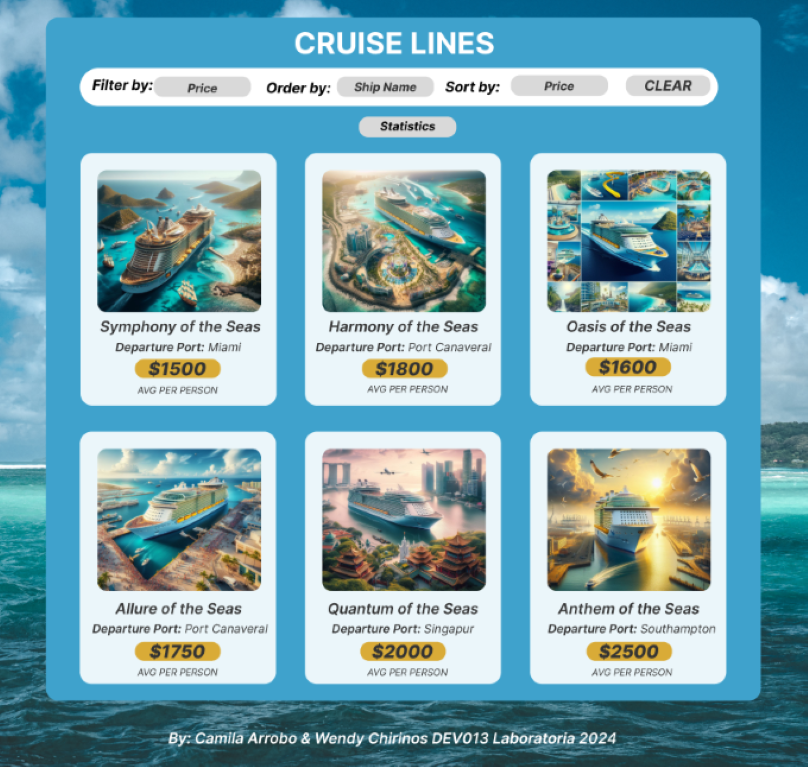 CRUISE LINES
Filter by: Price Order by: Ship Name Sort by: Price CLEAR
Statistics
Symphony of the Seas
Departure Port: Miami
$1500
AVG PER PERSON
Harmony of the Seas
Departure Port: Port Canaveral
$1800
AVG PER PERSON
Oasis of the Seas
Departure Port: Miami
$1600
AVG PER PERSON
Allure of the Seas
Departure Port: Port Canaveral
$1750
AVG PER PERSON
Quantum of the Seas
Departure Port: Singapur
$2000
AVG PER PERSON
Anthem of the Seas
Departure Port: Southampton
$2500
AVG PER PERSON
By: Camila Arrobo & Wendy Chirinos DEV013 Laboratoria 2024